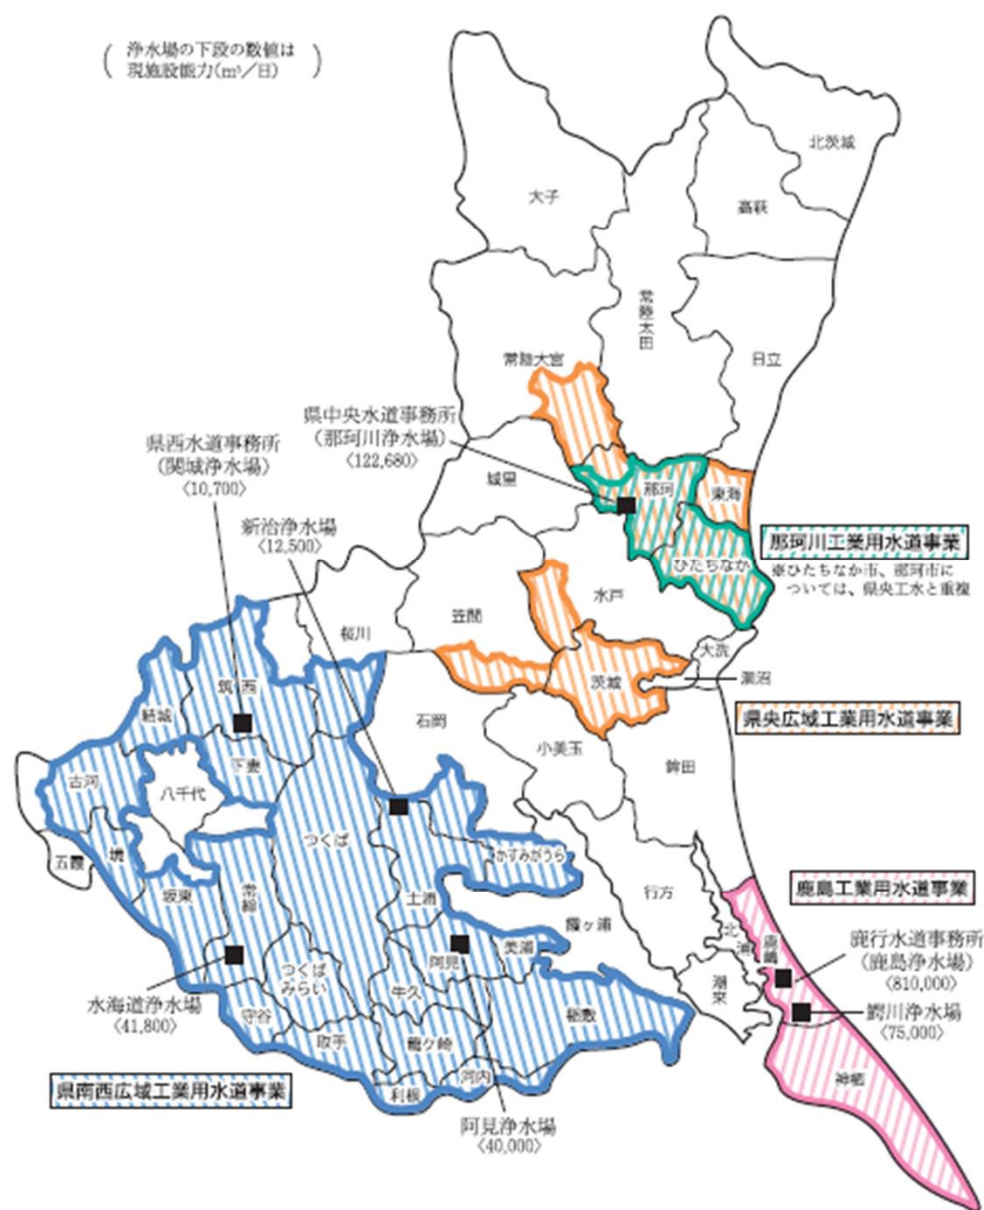 浄水場の下段の数値は
現施設能力(m³/日)
北茨城
大子
高萩
常陸太田
日立
常陸大宮
県中央水道事務所
(那珂川浄水場)
〈122,680〉
県西水道事務所
(関城浄水場)
〈10,700〉
城里
那珂
東海
新治浄水場
〈12,500〉
那珂川工業用水道事業
※ひたちなか市、那珂市に
ついては、県央工水と重複
ひたちなか
水戸
笠間
桜川
大洗
涸沼
茨城
筑西
結城
石岡
県央広域工業用水道事業
小美玉
下妻
鉾田
古河
八千代
つくば
五霞
境
かすみがうら
坂東
常総
土浦
行方
鹿島工業用水道事業
霞ヶ浦
北浦
鹿嶋
鹿行水道事務所
(鹿島浄水場)
〈810,000〉
美浦
阿見
つくば
みらい
牛久
潮来
水海道浄水場
〈41,800〉
鰐川浄水場
〈75,000〉
守谷
稲敷
取手
龍ケ崎
神栖
河内
利根
県南西広域工業用水道事業
阿見浄水場
〈40,000〉